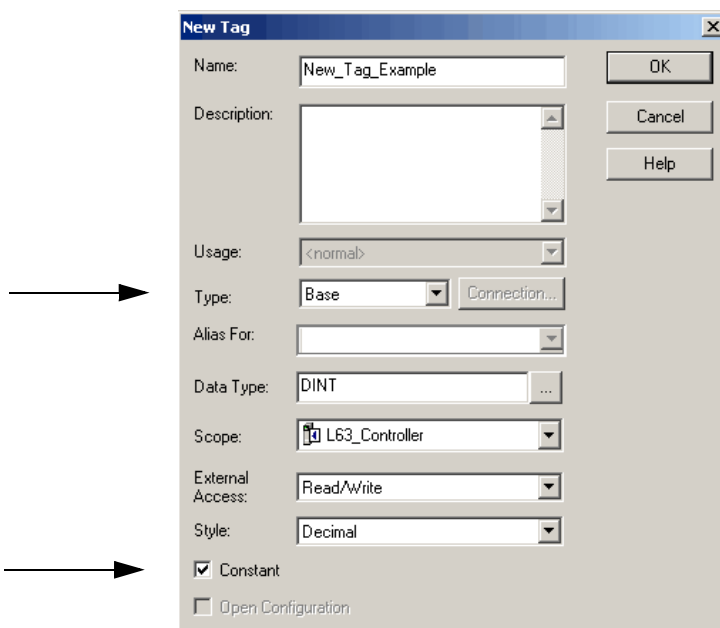 New Tag
Name: New_Tag_Example
OK
Description:
Cancel
Help
Usage: <normal>
Type: Base Connection...
Alias For:
Data Type: DINT ...
Scope: L63_Controller
External
Access: Read/Write
Style: Decimal
Constant
Open Configuration